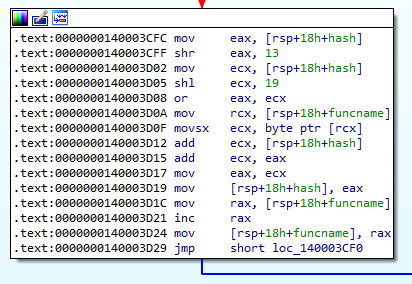 .text:0000000140003CFC mov     eax, [rsp+18h+hash]
.text:0000000140003CFF shr     eax, 13
.text:0000000140003D02 mov     ecx, [rsp+18h+hash]
.text:0000000140003D05 shl     ecx, 19
.text:0000000140003D08 or      eax, ecx
.text:0000000140003D0A mov     rcx, [rsp+18h+funcname]
.text:0000000140003D0F movsx   ecx, byte ptr [rcx]
.text:0000000140003D12 add     ecx, [rsp+18h+hash]
.text:0000000140003D15 add     ecx, eax
.text:0000000140003D17 mov     eax, ecx
.text:0000000140003D19 mov     [rsp+18h+hash], eax
.text:0000000140003D1C mov     rax, [rsp+18h+funcname]
.text:0000000140003D21 inc     rax
.text:0000000140003D24 mov     [rsp+18h+funcname], rax
.text:0000000140003D29 jmp     short loc_140003CF0